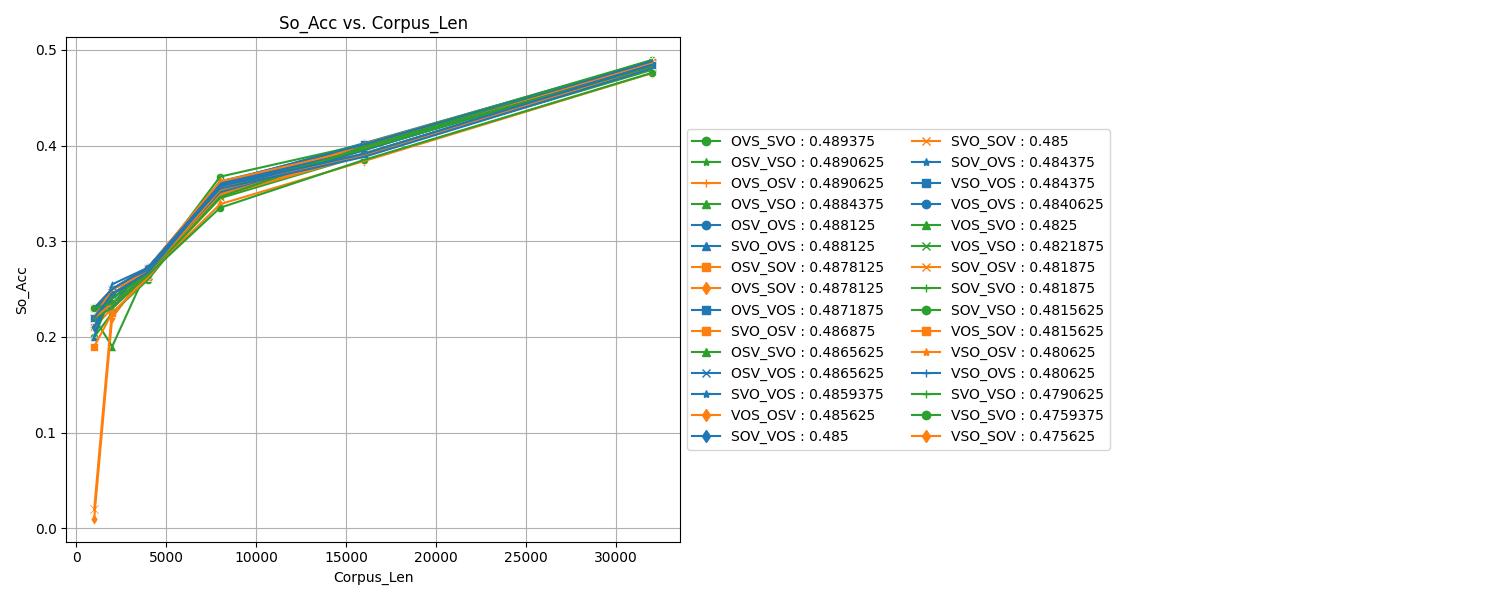 So_Acc vs. Corpus_Len
So_Acc
0.5
0.4
0.3
0.2
0.1
0.0
0 5000 10000 15000 20000 25000 30000
Corpus_Len
OVS_SVO : 0.489375
OSV_VSO : 0.4890625
OVS_OSV : 0.4890625
OVS_VSO : 0.4884375
OSV_OVS : 0.488125
SVO_OVS : 0.488125
OSV_SOV : 0.4878125
OVS_SOV : 0.4878125
OVS_VOS : 0.4871875
SVO_OSV : 0.486875
OSV_SVO : 0.4865625
OSV_VOS : 0.4865625
SVO_VOS : 0.4859375
VOS_OSV : 0.485625
SOV_VOS : 0.485
SVO_SOV : 0.485
SOV_OVS : 0.484375
VSO_VOS : 0.484375
VOS_OVS : 0.4840625
VOS_SVO : 0.4825
VOS_VSO : 0.4821875
SOV_OSV : 0.481875
SOV_SVO : 0.481875
SOV_VSO : 0.4815625
VOS_SOV : 0.4815625
VSO_OSV : 0.480625
VSO_OVS : 0.480625
SVO_VSO : 0.4790625
VSO_SVO : 0.4759375
VSO_SOV : 0.475625